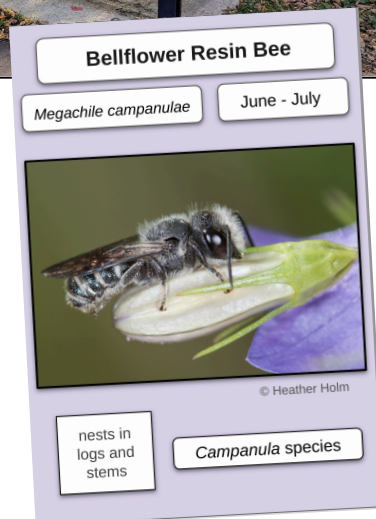 Bellflower Resin Bee
Megachile campanulae
June - July
© Heather Holm
nests in
logs and
stems
Campanula species